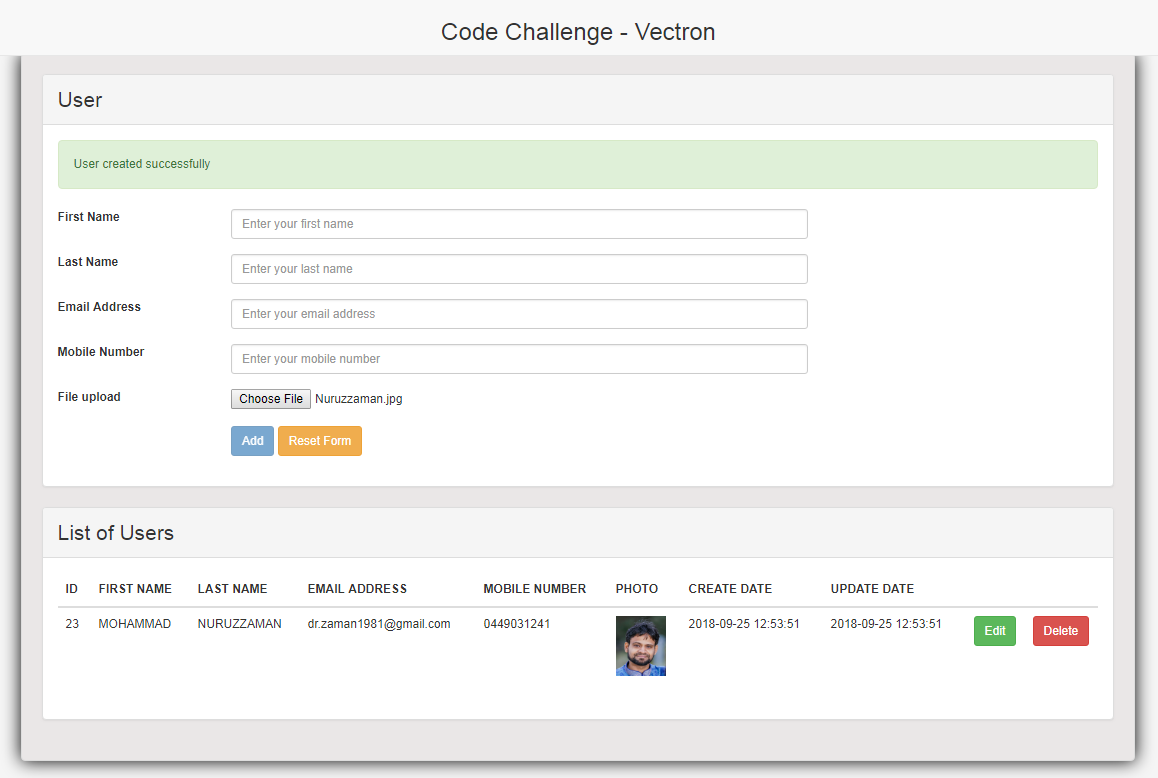 Code Challenge - Vectron
User
User created successfully
First Name
Enter your first name
Last Name
Enter your last name
Email Address
Enter your email address
Mobile Number
Enter your mobile number
File upload
Choose File Nuruzzaman.jpg
Add Reset Form
List of Users
ID FIRST NAME LAST NAME EMAIL ADDRESS MOBILE NUMBER PHOTO CREATE DATE UPDATE DATE
23 MOHAMMAD NURUZZAMAN dr.zaman1981@gmail.com 0449031241 2018-09-25 12:53:51 2018-09-25 12:53:51 Edit Delete